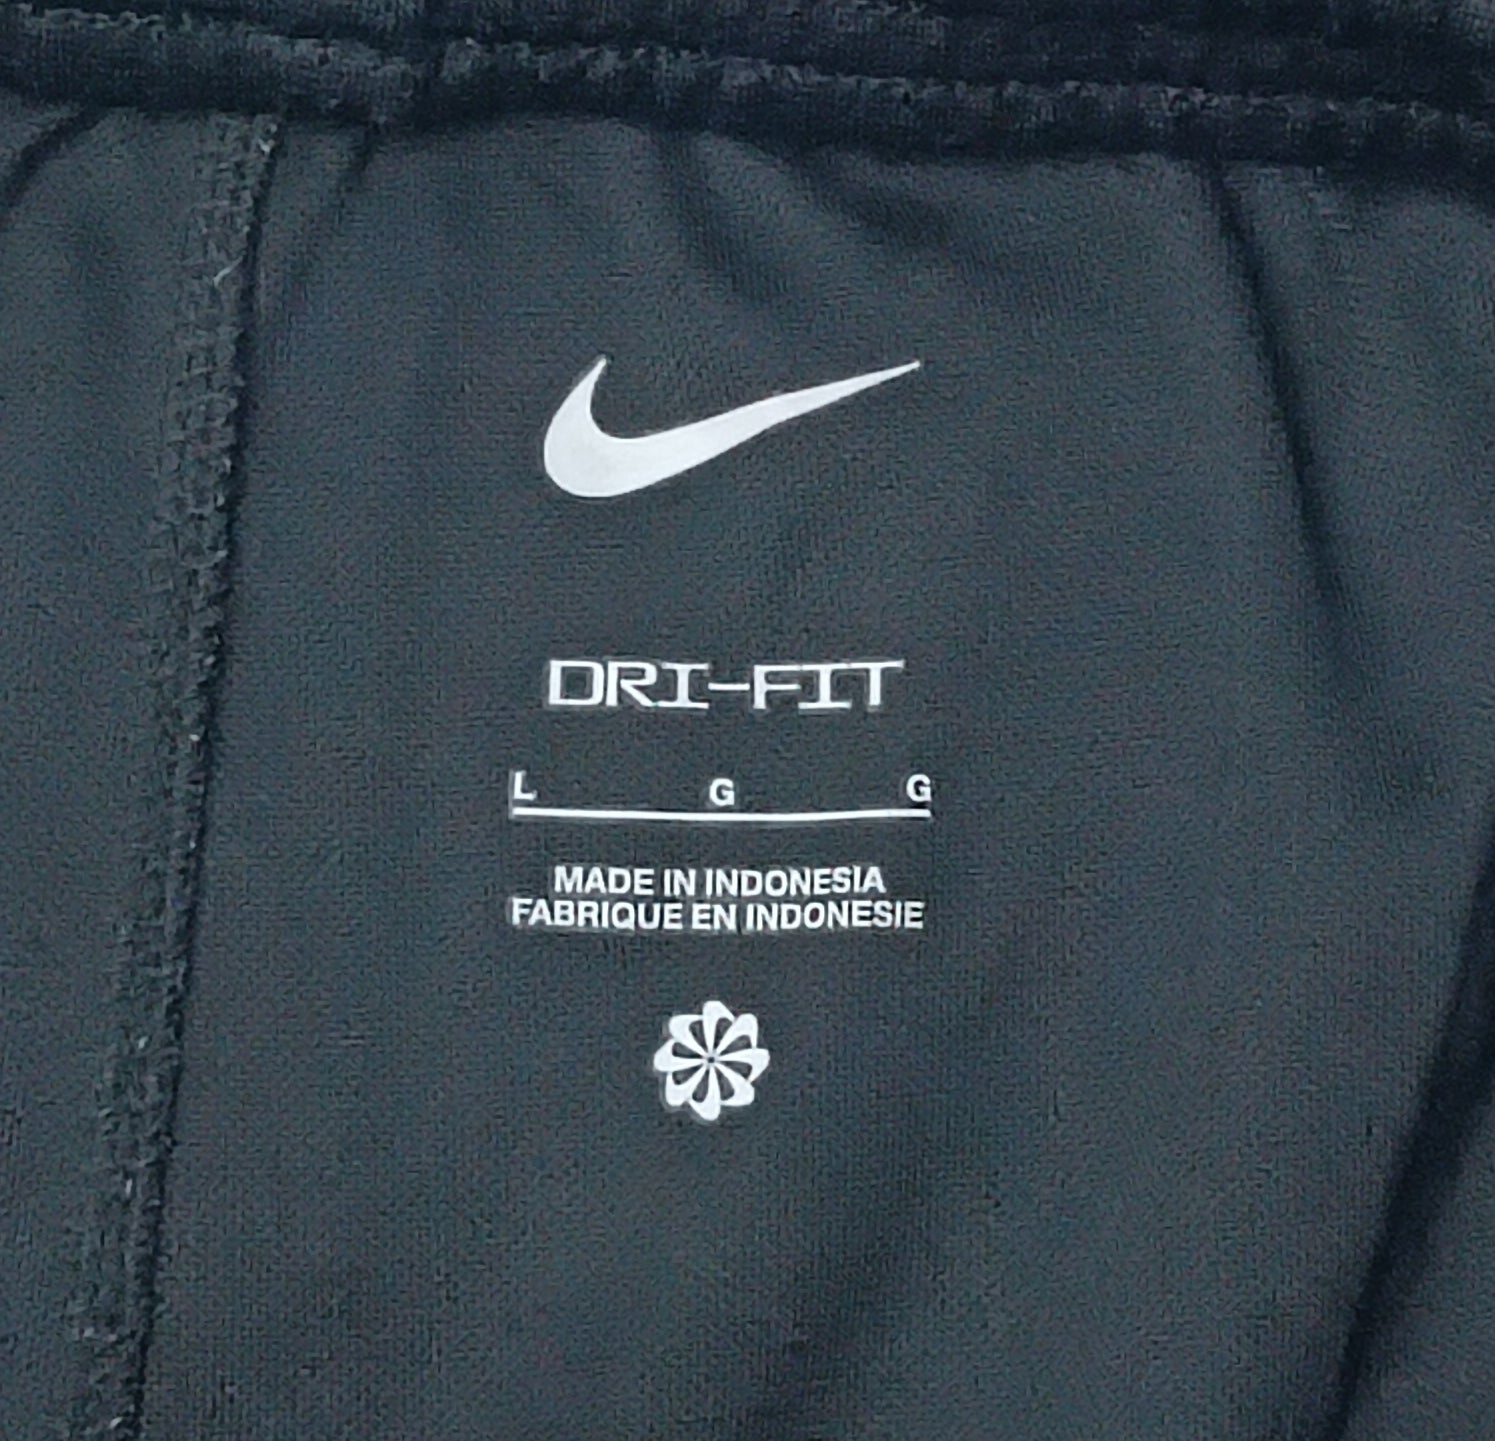 DRI-FIT
L G G
MADE IN INDONESIA
FABRIQUE EN INDONESIE